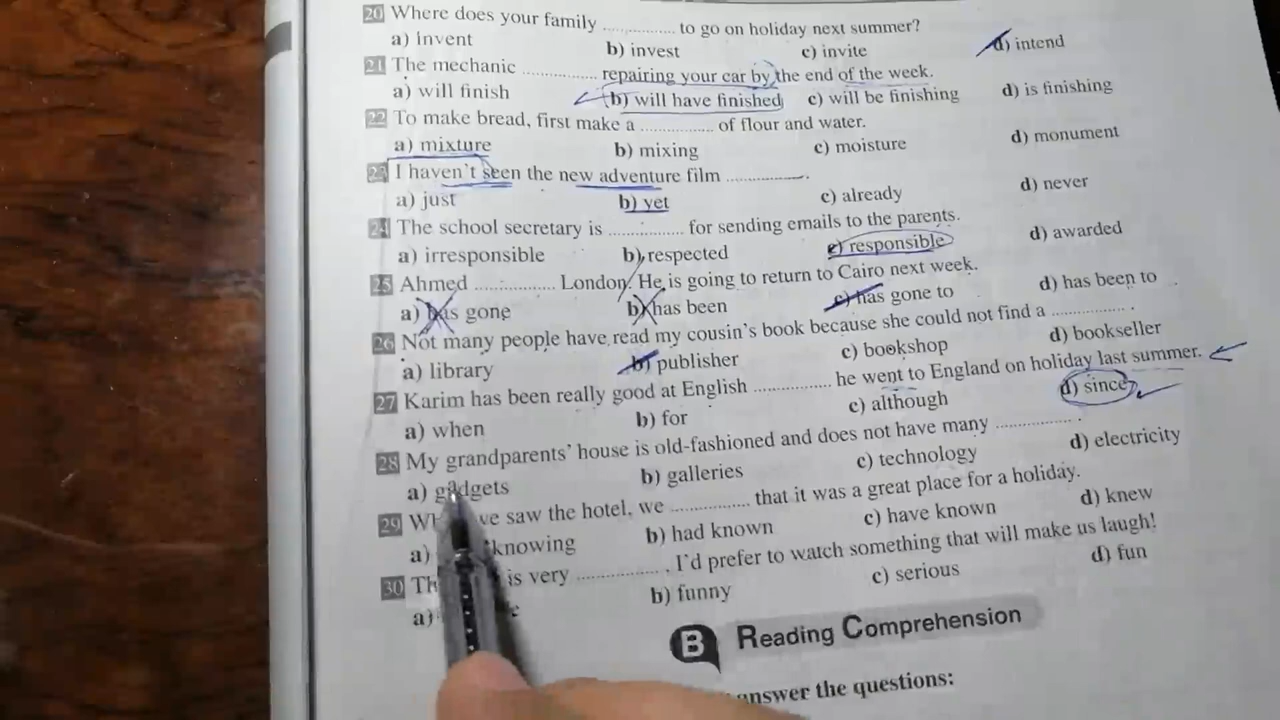 20 Where does your family ............... to go on holiday next summer?
a) invent b) invest c) invite d) intend
21 The mechanic ............... repairing your car by the end of the week.
a) will finish b) will have finished c) will be finishing d) is finishing
22 To make bread, first make a ............... of flour and water.
a) mixture b) mixing c) moisture d) monument
23 I haven't seen the new adventure film ............... .
a) just b) yet c) already d) never
24 The school secretary is ............... for sending emails to the parents.
a) irresponsible b) respected c) responsible d) awarded
25 Ahmed ............... London. He is going to return to Cairo next week.
a) has gone b) has been c) has gone to d) has been to
26 Not many people have read my cousin's book because she could not find a ............... .
a) library b) publisher c) bookshop d) bookseller
27 Karim has been really good at English ............... he went to England on holiday last summer.
a) when b) for c) although d) since
28 My grandparents' house is old-fashioned and does not have many ............... .
a) gadgets b) galleries c) technology d) electricity
29 we saw the hotel, we ............... that it was a great place for a holiday.
a) knowing b) had known c) have known d) knew
30 is very ............... . I'd prefer to watch something that will make us laugh!
a) b) funny c) serious d) fun
B Reading Comprehension
answer the questions: